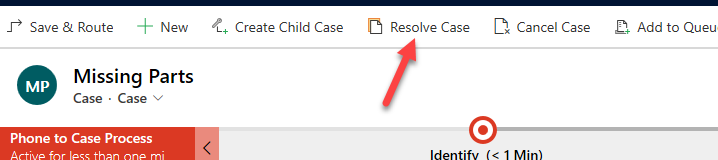 Save & Route New Create Child Case Resolve Case Cancel Case Add to Queu
MP
Missing Parts
Case · Case
Phone to Case Process
Active for less than one mi
Identify (< 1 Min)